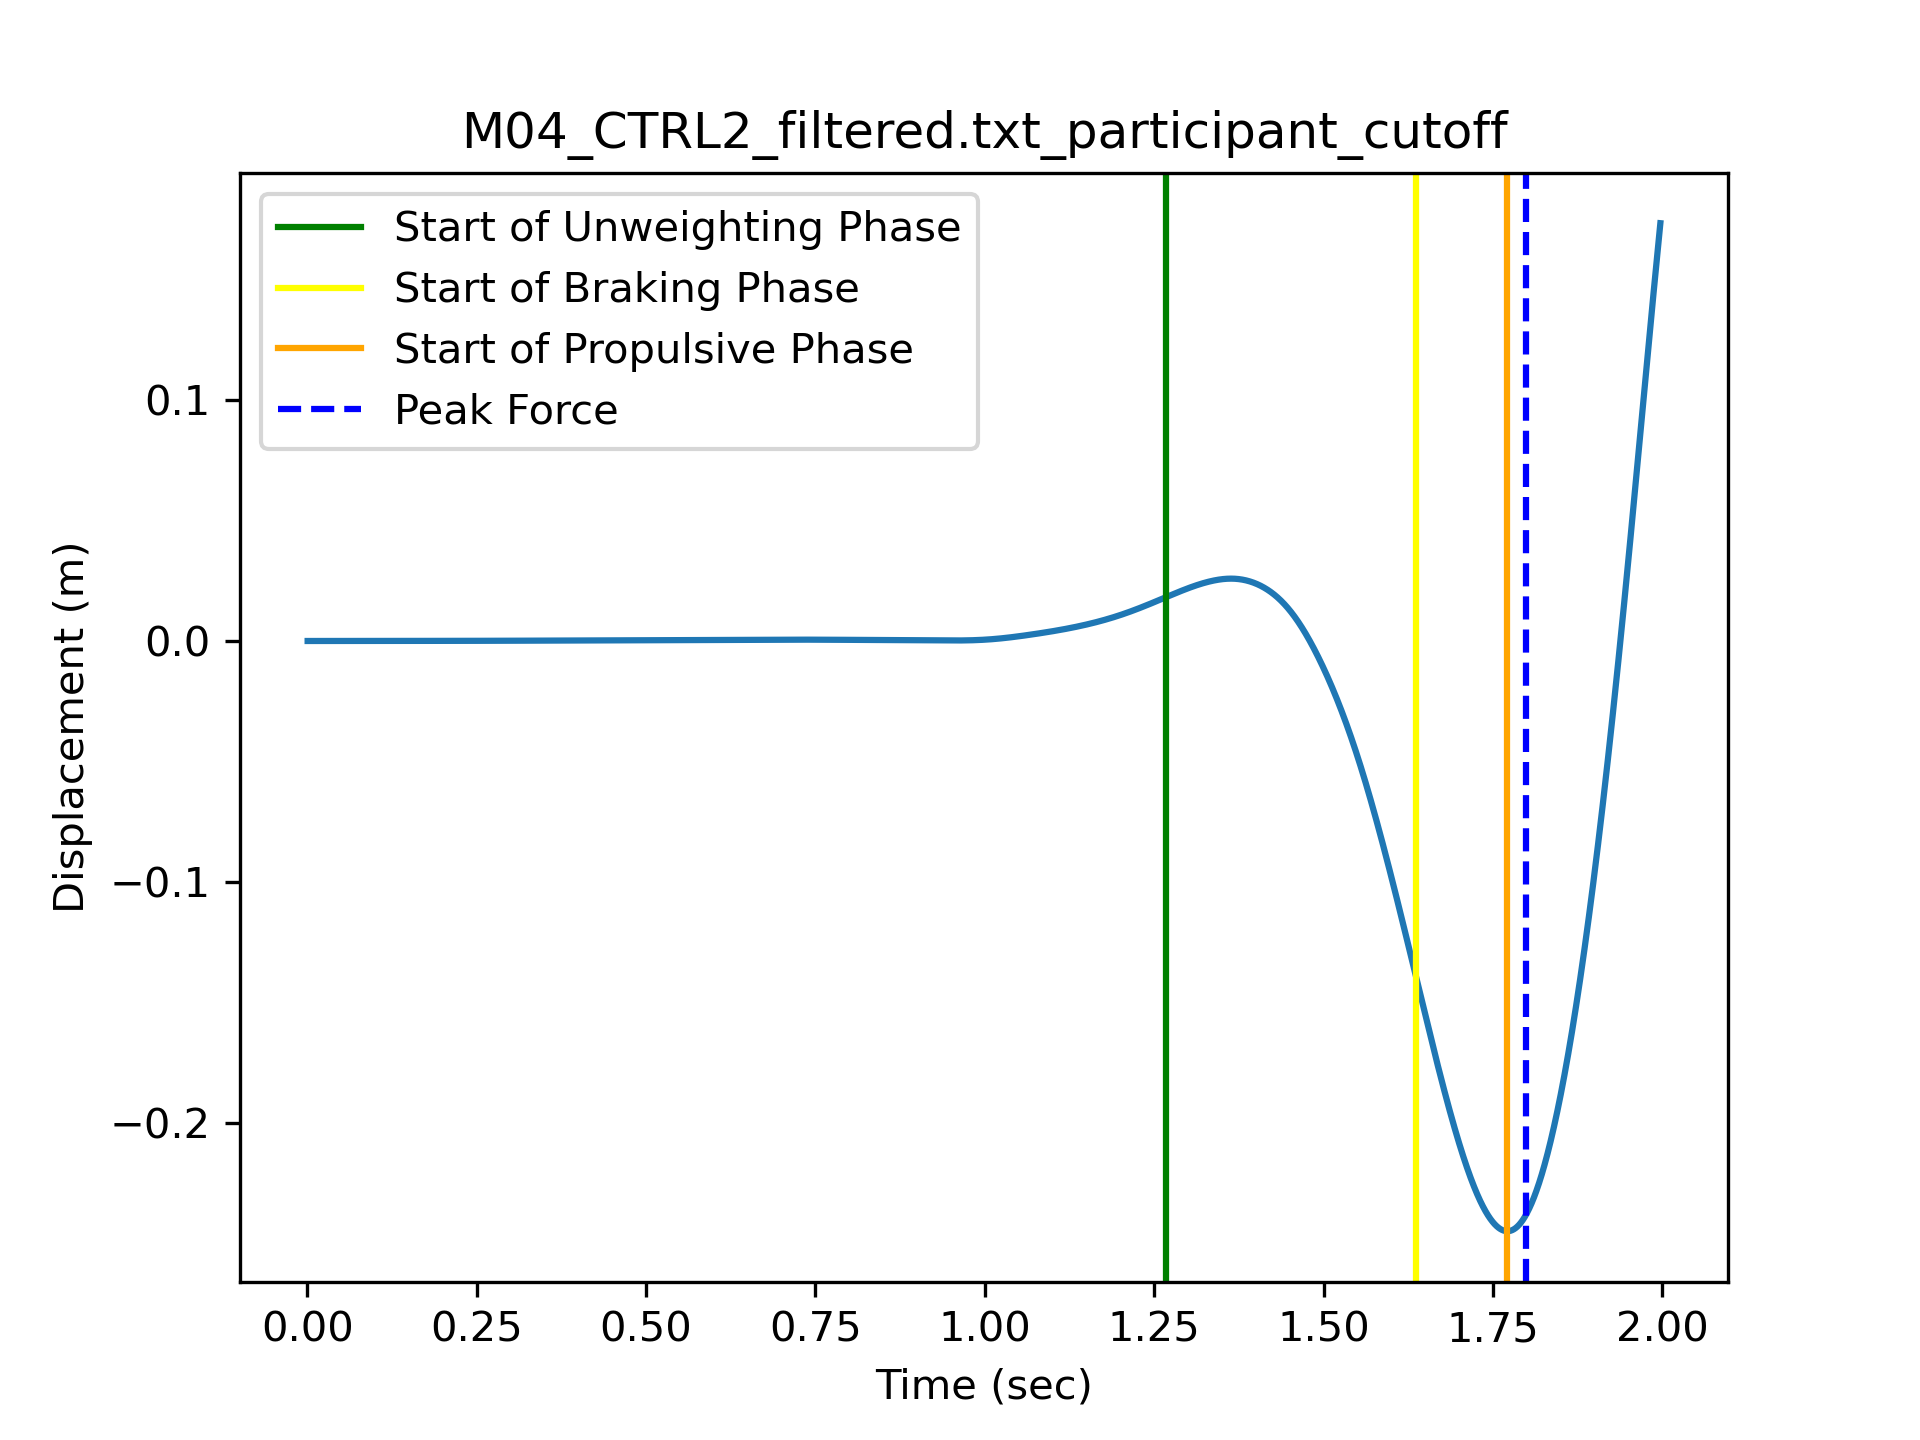 M04_CTRL2_filtered.txt_participant_cutoff
Start of Unweighting Phase
Start of Braking Phase
Start of Propulsive Phase
Peak Force
0.1
0.0
−0.1
−0.2
Displacement (m)
0.00 0.25 0.50 0.75 1.00 1.25 1.50 1.75 2.00
Time (sec)